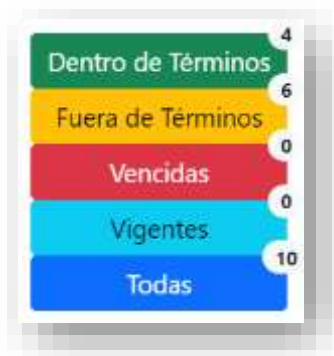 4
Dentro de Términos
6
Fuera de Términos
0
Vencidas
0
Vigentes
10
Todas